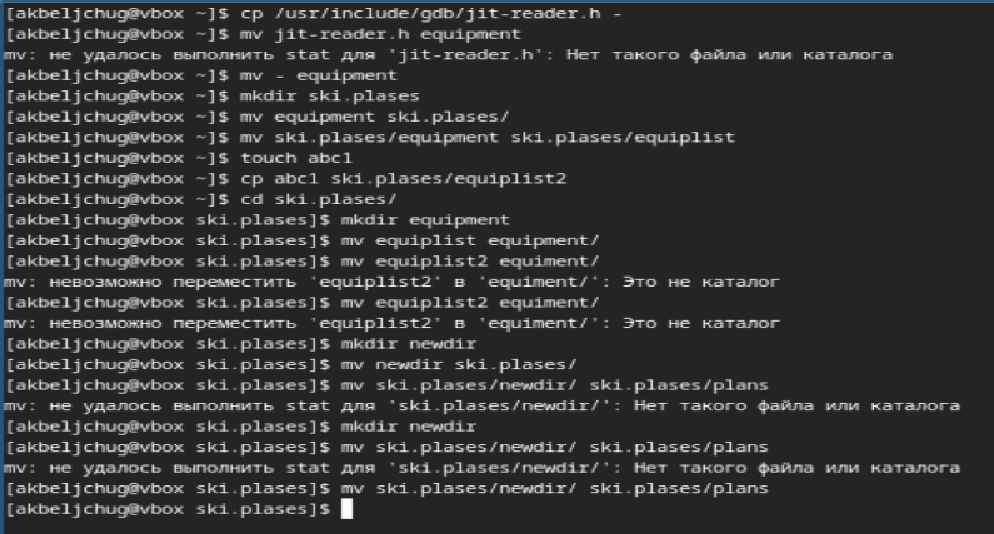 [akbeljchug@vbox ~]$ cp /usr/include/gdb/jit-reader.h -
[akbeljchug@vbox ~]$ mv jit-reader.h equipment
mv: не удалось выполнить stat для 'jit-reader.h': Нет такого файла или каталога
[akbeljchug@vbox ~]$ mv - equipment
[akbeljchug@vbox ~]$ mkdir ski.plases
[akbeljchug@vbox ~]$ mv equipment ski.plases/
[akbeljchug@vbox ~]$ mv ski.plases/equipment ski.plases/equiplist
[akbeljchug@vbox ~]$ touch abc1
[akbeljchug@vbox ~]$ cp abc1 ski.plases/equiplist2
[akbeljchug@vbox ~]$ cd ski.plases/
[akbeljchug@vbox ski.plases]$ mkdir equipment
[akbeljchug@vbox ski.plases]$ mv equiplist equipment/
[akbeljchug@vbox ski.plases]$ mv equiplist2 equiment/
mv: невозможно переместить 'equiplist2' в 'equiment/': Это не каталог
[akbeljchug@vbox ski.plases]$ mv equiplist2 equiment/
mv: невозможно переместить 'equiplist2' в 'equiment/': Это не каталог
[akbeljchug@vbox ski.plases]$ mkdir newdir
[akbeljchug@vbox ski.plases]$ mv newdir ski.plases/
[akbeljchug@vbox ski.plases]$ mv ski.plases/newdir/ ski.plases/plans
mv: не удалось выполнить stat для 'ski.plases/newdir/': Нет такого файла или каталога
[akbeljchug@vbox ski.plases]$ mkdir newdir
[akbeljchug@vbox ski.plases]$ mv ski.plases/newdir/ ski.plases/plans
mv: не удалось выполнить stat для 'ski.plases/newdir/': Нет такого файла или каталога
[akbeljchug@vbox ski.plases]$ mv ski.plases/newdir/ ski.plases/plans
[akbeljchug@vbox ski.plases]$